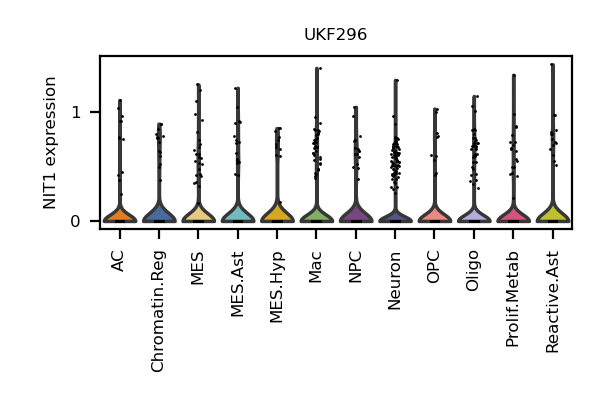 UKF296
NIT1 expression
1
0
AC
Chromatin.Reg
MES
MES.Ast
MES.Hyp
Mac
NPC
Neuron
OPC
Oligo
Prolif.Metab
Reactive.Ast